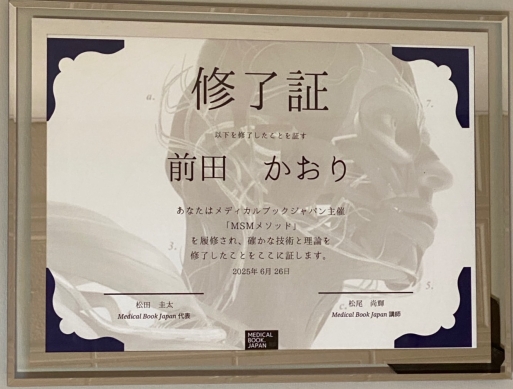 修了証
以下を修了したことを証す
前田 かおり
あなたはメディカルブックジャパン主催
「MSMメソッド」
を履修され、確かな技術と理論を
修了したことをここに証します。
2025年 6月 26日
松田 圭太
Medical Book Japan 代表
松尾 尚輝
Medical Book Japan 講師
MEDICAL
BOOK
JAPAN
a.
7.
3.
5.